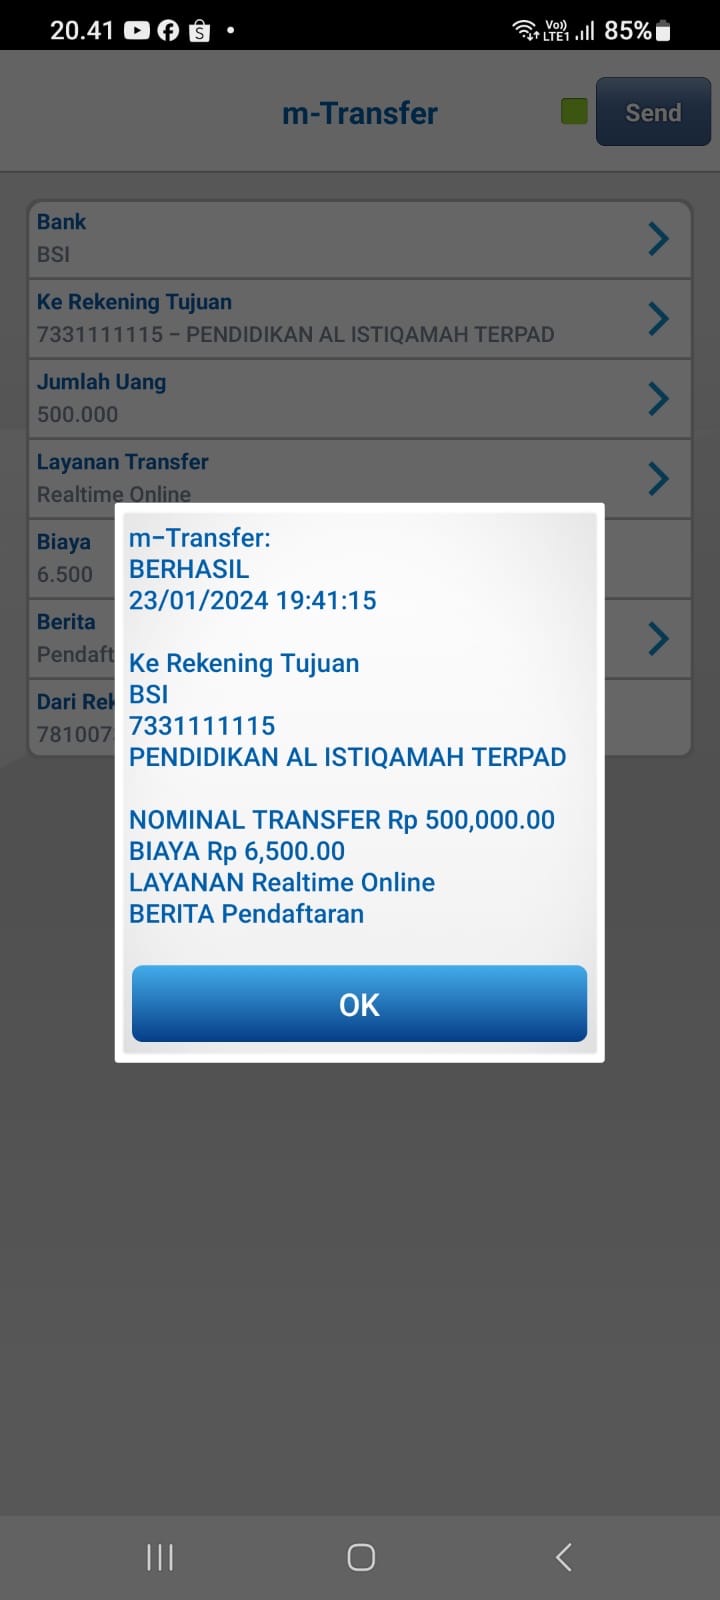 20.41
Vo))
LTE1
85%
m-Transfer
Send
Bank
BSI
Ke Rekening Tujuan
7331111115 - PENDIDIKAN AL ISTIQAMAH TERPAD
Jumlah Uang
500.000
Layanan Transfer
Realtime Online
Biaya
6.500
Berita
Pendaft
Dari Rek
781007
m-Transfer:
BERHASIL
23/01/2024 19:41:15
Ke Rekening Tujuan
BSI
7331111115
PENDIDIKAN AL ISTIQAMAH TERPAD
NOMINAL TRANSFER Rp 500,000.00
BIAYA Rp 6,500.00
LAYANAN Realtime Online
BERITA Pendaftaran
OK